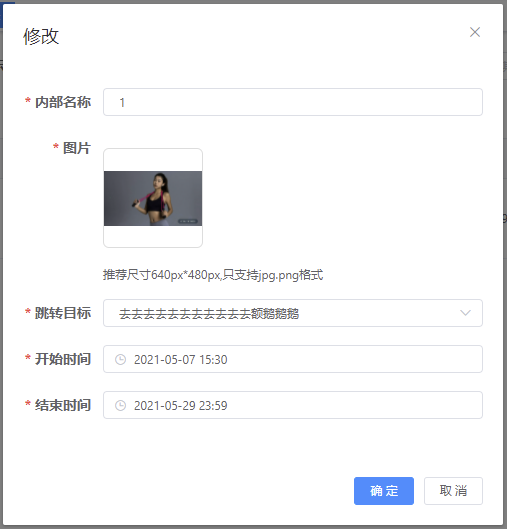 修改
* 内部名称
1
* 图片
推荐尺寸640px*480px,只支持jpg.png格式
* 跳转目标
去去去去去去去去去去去额鹅鹅鹅
* 开始时间
2021-05-07 15:30
* 结束时间
2021-05-29 23:59
确 定
取 消